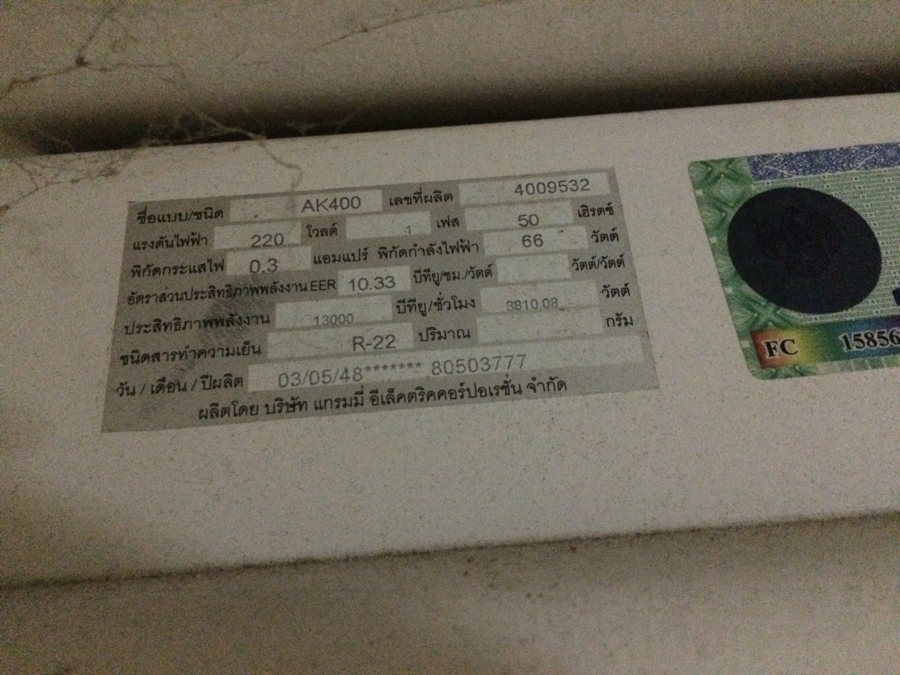 ชื่อแบบ/ชนิด AK400 เลขที่ผลิต 4009532
แรงดันไฟฟ้า 220 โวลต์ 1 เฟส 50 เฮิรตซ์
พิกัดกระแสไฟ 0.3 แอมแปร์ พิกัดกำลังไฟฟ้า 66 วัตต์
อัตราส่วนประสิทธิภาพพลังงาน EER 10.33 บีทียู/ชม./วัตต์ วัตต์/วัตต์
ประสิทธิภาพพลังงาน 13000 บีทียู/ชั่วโมง 3810.08 วัตต์
ชนิดสารทำความเย็น R-22 ปริมาณ กรัม
วัน / เดือน / ปีผลิต 03/05/48******* 80503777
ผลิตโดย บริษัท แกรมมี่ อีเล็คตริคคอร์ปอเรชั่น จำกัด
FC 15856